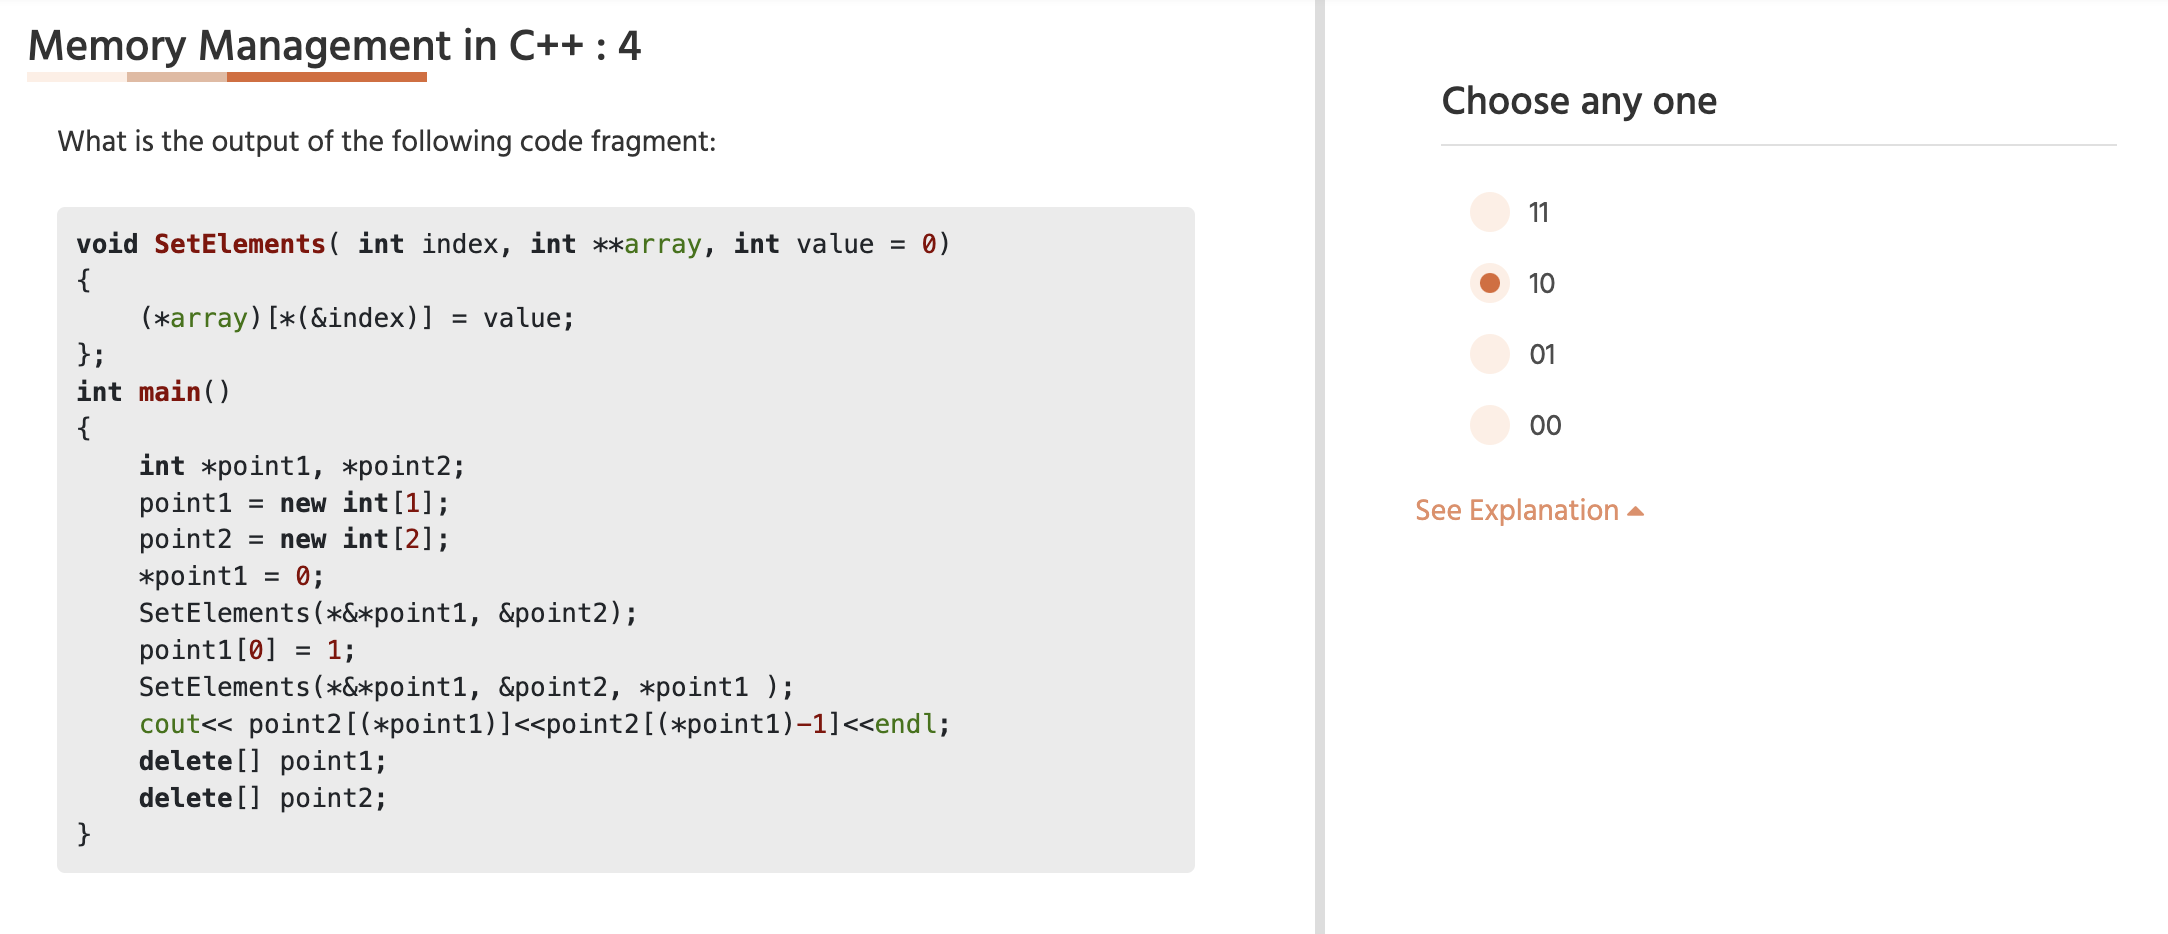 Memory Management in C++ : 4
What is the output of the following code fragment:
void SetElements( int index, int **array, int value = 0)
{
    (*array)[*(&index)] = value;
};
int main()
{
    int *point1, *point2;
    point1 = new int[1];
    point2 = new int[2];
    *point1 = 0;
    SetElements(*&*point1, &point2);
    point1[0] = 1;
    SetElements(*&*point1, &point2, *point1 );
    cout<< point2[(*point1)]<<point2[(*point1)-1]<<endl;
    delete[] point1;
    delete[] point2;
}
Choose any one
11
10
01
00
See Explanation